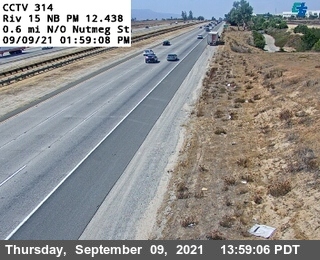 CCTV 314
Riv 15 NB PM 12.438
0.6 mi N/O Nutmeg St
09/09/21 01:59:08 PM
Thursday, September 09, 2021 13:59:06 PDT